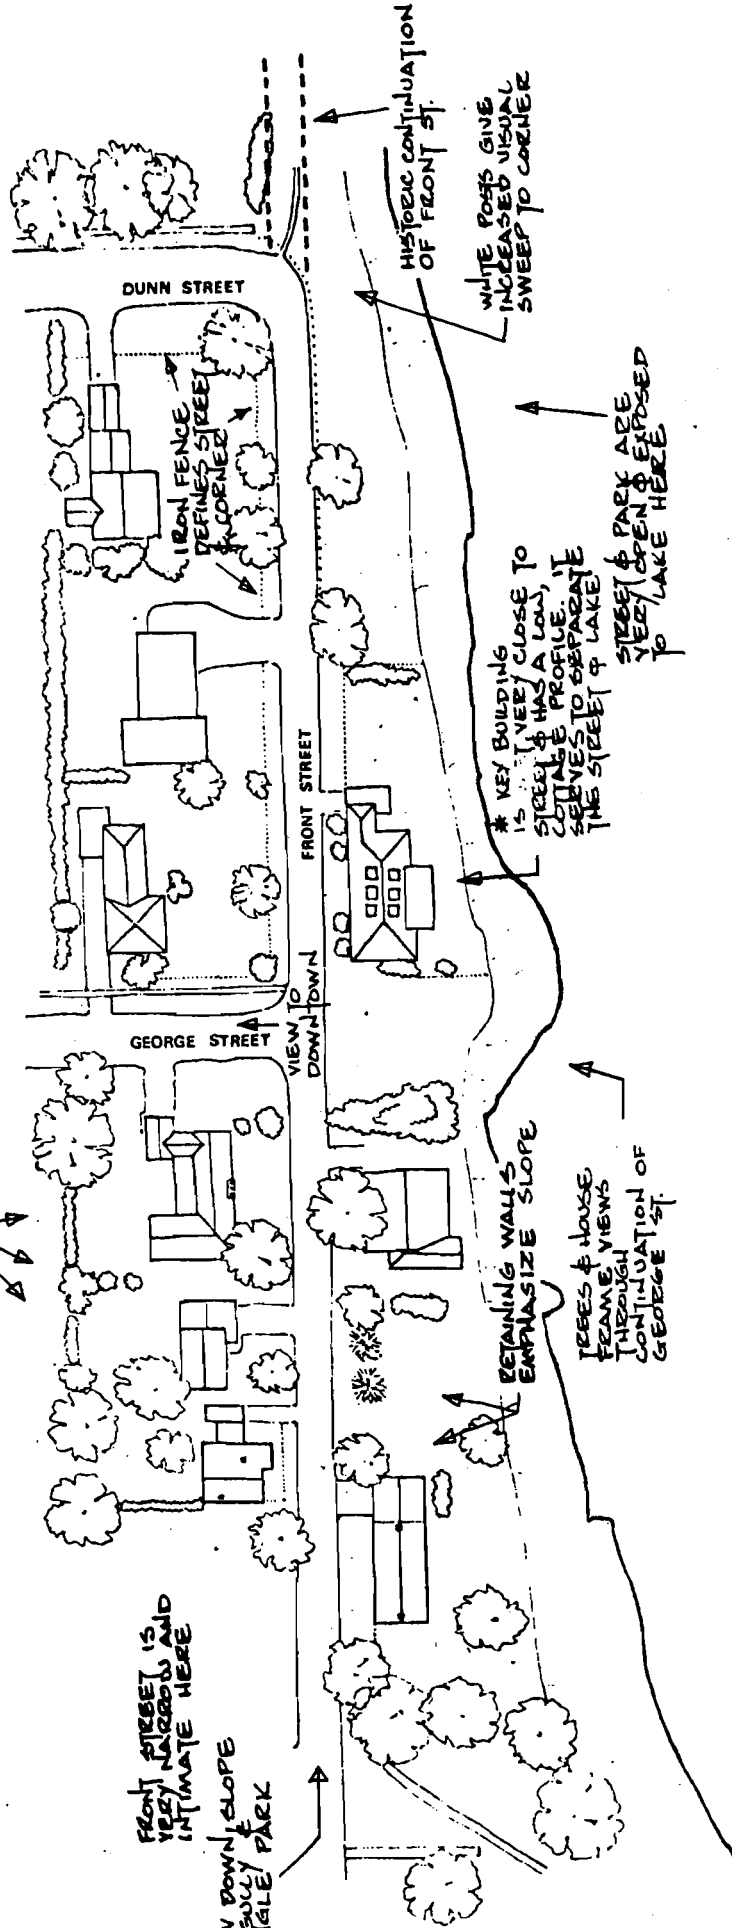 HISTORIC CONTINUATION
OF FRONT ST.
WHITE POSTS GIVE
INCREASED VISUAL
SWEEP TO CORNER
DUNN STREET
IRON FENCE
DEFINES STREET
& CORNER
STREET & PARK ARE
VERY OPEN & EXPOSED
TO LAKE HERE
* KEY BUILDING
IS SET VERY CLOSE TO
STREET & HAS A LOW,
COTTAGE PROFILE. IT
SERVES TO SEPARATE
THE STREET & LAKE
FRONT STREET
GEORGE STREET
VIEW TO
DOWNTOWN
RETAINING WALLS
EMPHASIZE SLOPE
TREES & HOUSE
FRAME VIEWS
THROUGH
CONTINUATION OF
GEORGE ST.
FRONT STREET IS
VERY NARROW AND
INTIMATE HERE
DOWN SLOPE
GULLY &
PARK